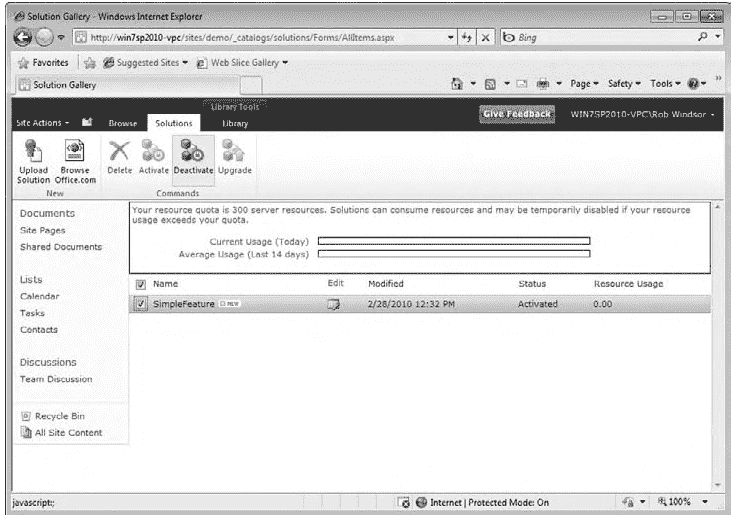 Solution Gallery - Windows Internet Explorer
http://win7sp2010-vpc/sites/demo/_catalogs/solutions/Forms/AllItems.aspx
Bing
Favorites
Suggested Sites
Web Slice Gallery
Solution Gallery
Page
Safety
Tools
Library Tools
Site Actions
Browse
Solutions
Library
Give Feedback
WIN7SP2010-VPC\Rob Windsor
Upload Solution
Browse Office.com
Delete
Activate
Deactivate
Upgrade
New
Commands
Documents
Site Pages
Shared Documents
Lists
Calendar
Tasks
Contacts
Discussions
Team Discussion
Recycle Bin
All Site Content
Your resource quota is 300 server resources. Solutions can consume resources and may be temporarily disabled if your resource
usage exceeds your quota.
Current Usage (Today)
Average Usage (Last 14 days)
Name Edit Modified Status Resource Usage
SimpleFeature NEW 2/28/2010 12:32 PM Activated 0.00
javascript:;
Internet | Protected Mode: On
100%